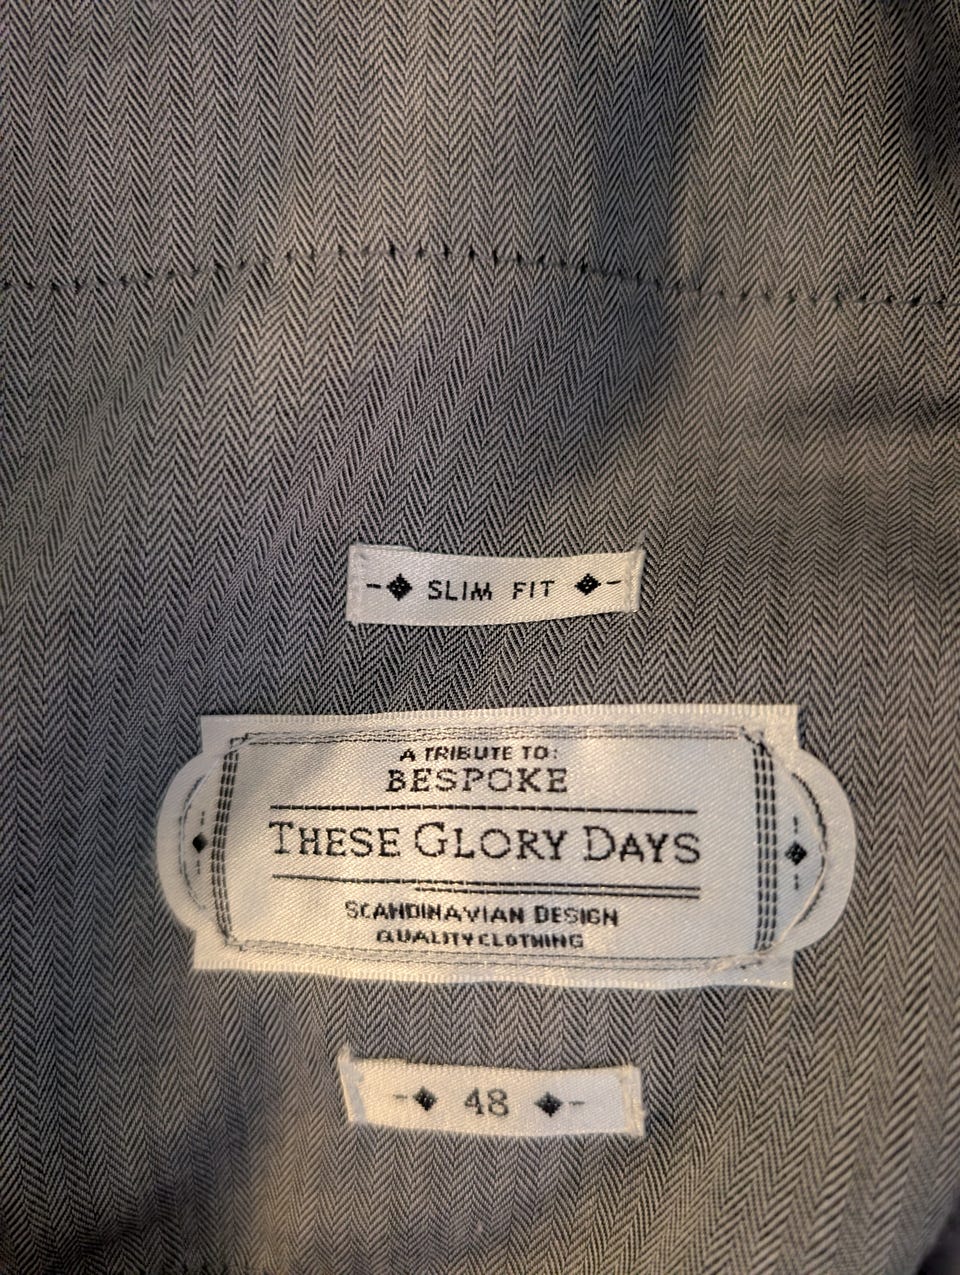 SLIM FIT
A TRIBUTE TO:
BESPOKE
THESE GLORY DAYS
SCANDINAVIAN DESIGN
QUALITY CLOTHING
48